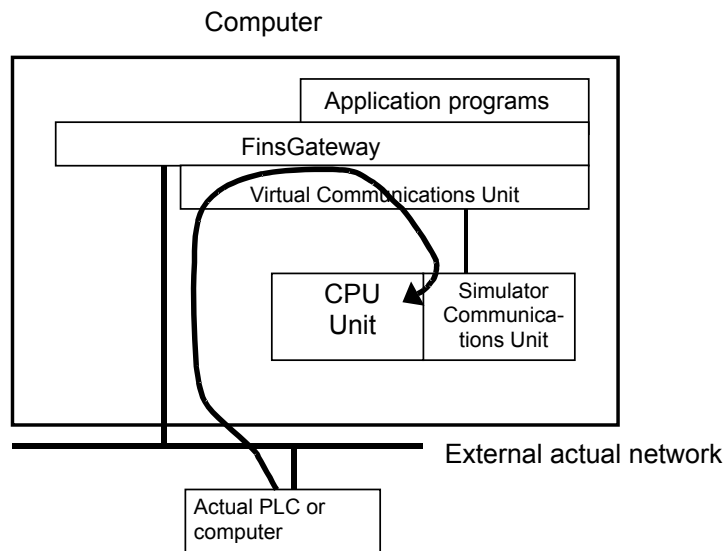 Computer
Application programs
FinsGateway
Virtual Communications Unit
CPU
Unit
Simulator
Communica-
tions Unit
External actual network
Actual PLC or
computer